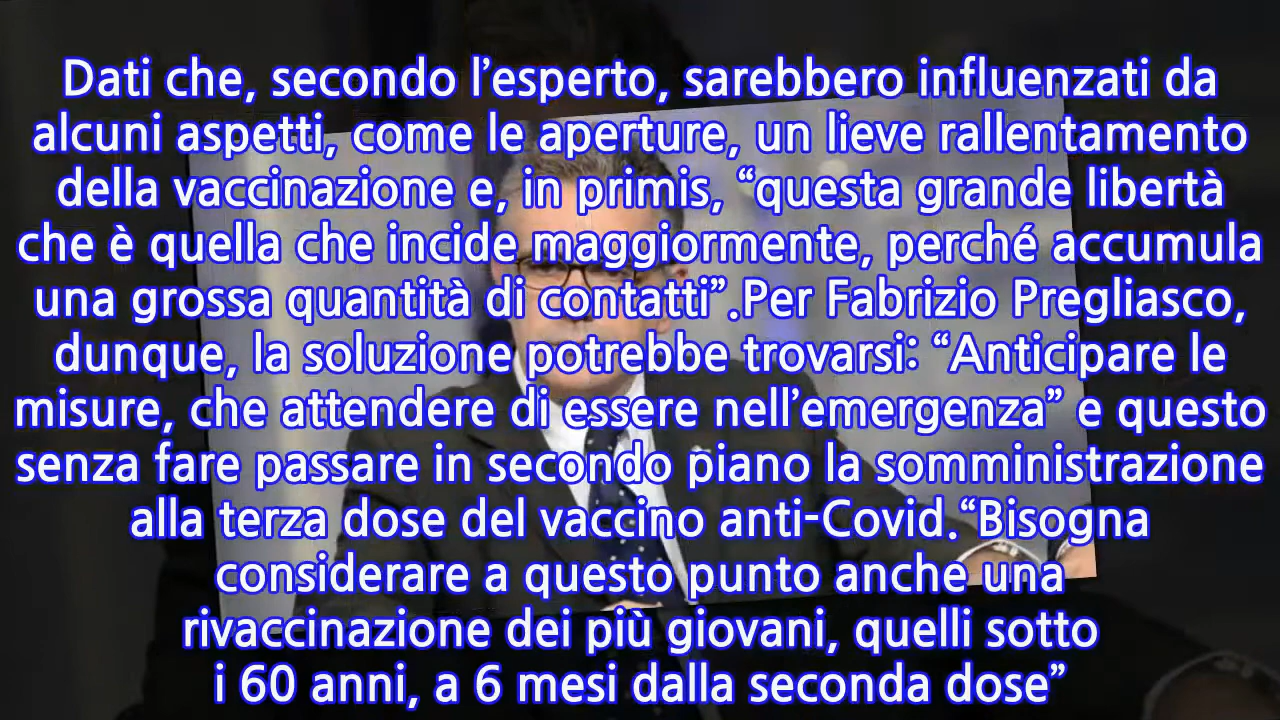 Dati che, secondo l’esperto, sarebbero influenzati da
alcuni aspetti, come le aperture, un lieve rallentamento
della vaccinazione e, in primis, “questa grande libertà
che è quella che incide maggiormente, perché accumula
una grossa quantità di contatti”.Per Fabrizio Pregliasco,
dunque, la soluzione potrebbe trovarsi: “Anticipare le
misure, che attendere di essere nell’emergenza” e questo
senza fare passare in secondo piano la somministrazione
alla terza dose del vaccino anti-Covid.“Bisogna
considerare a questo punto anche una
rivaccinazione dei più giovani, quelli sotto
i 60 anni, a 6 mesi dalla seconda dose”